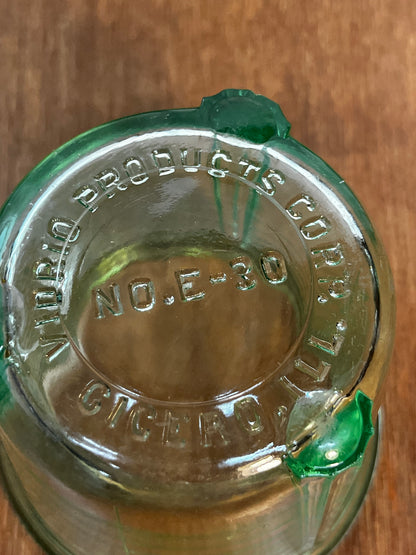 VIDRIO PRODUCTS CORP.
NO. E-30
CICERO, ILL.